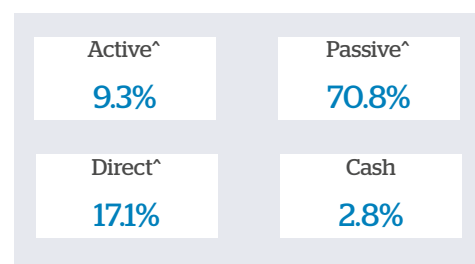 Active^
9.3%
Passive^
70.8%
Direct^
17.1%
Cash
2.8%